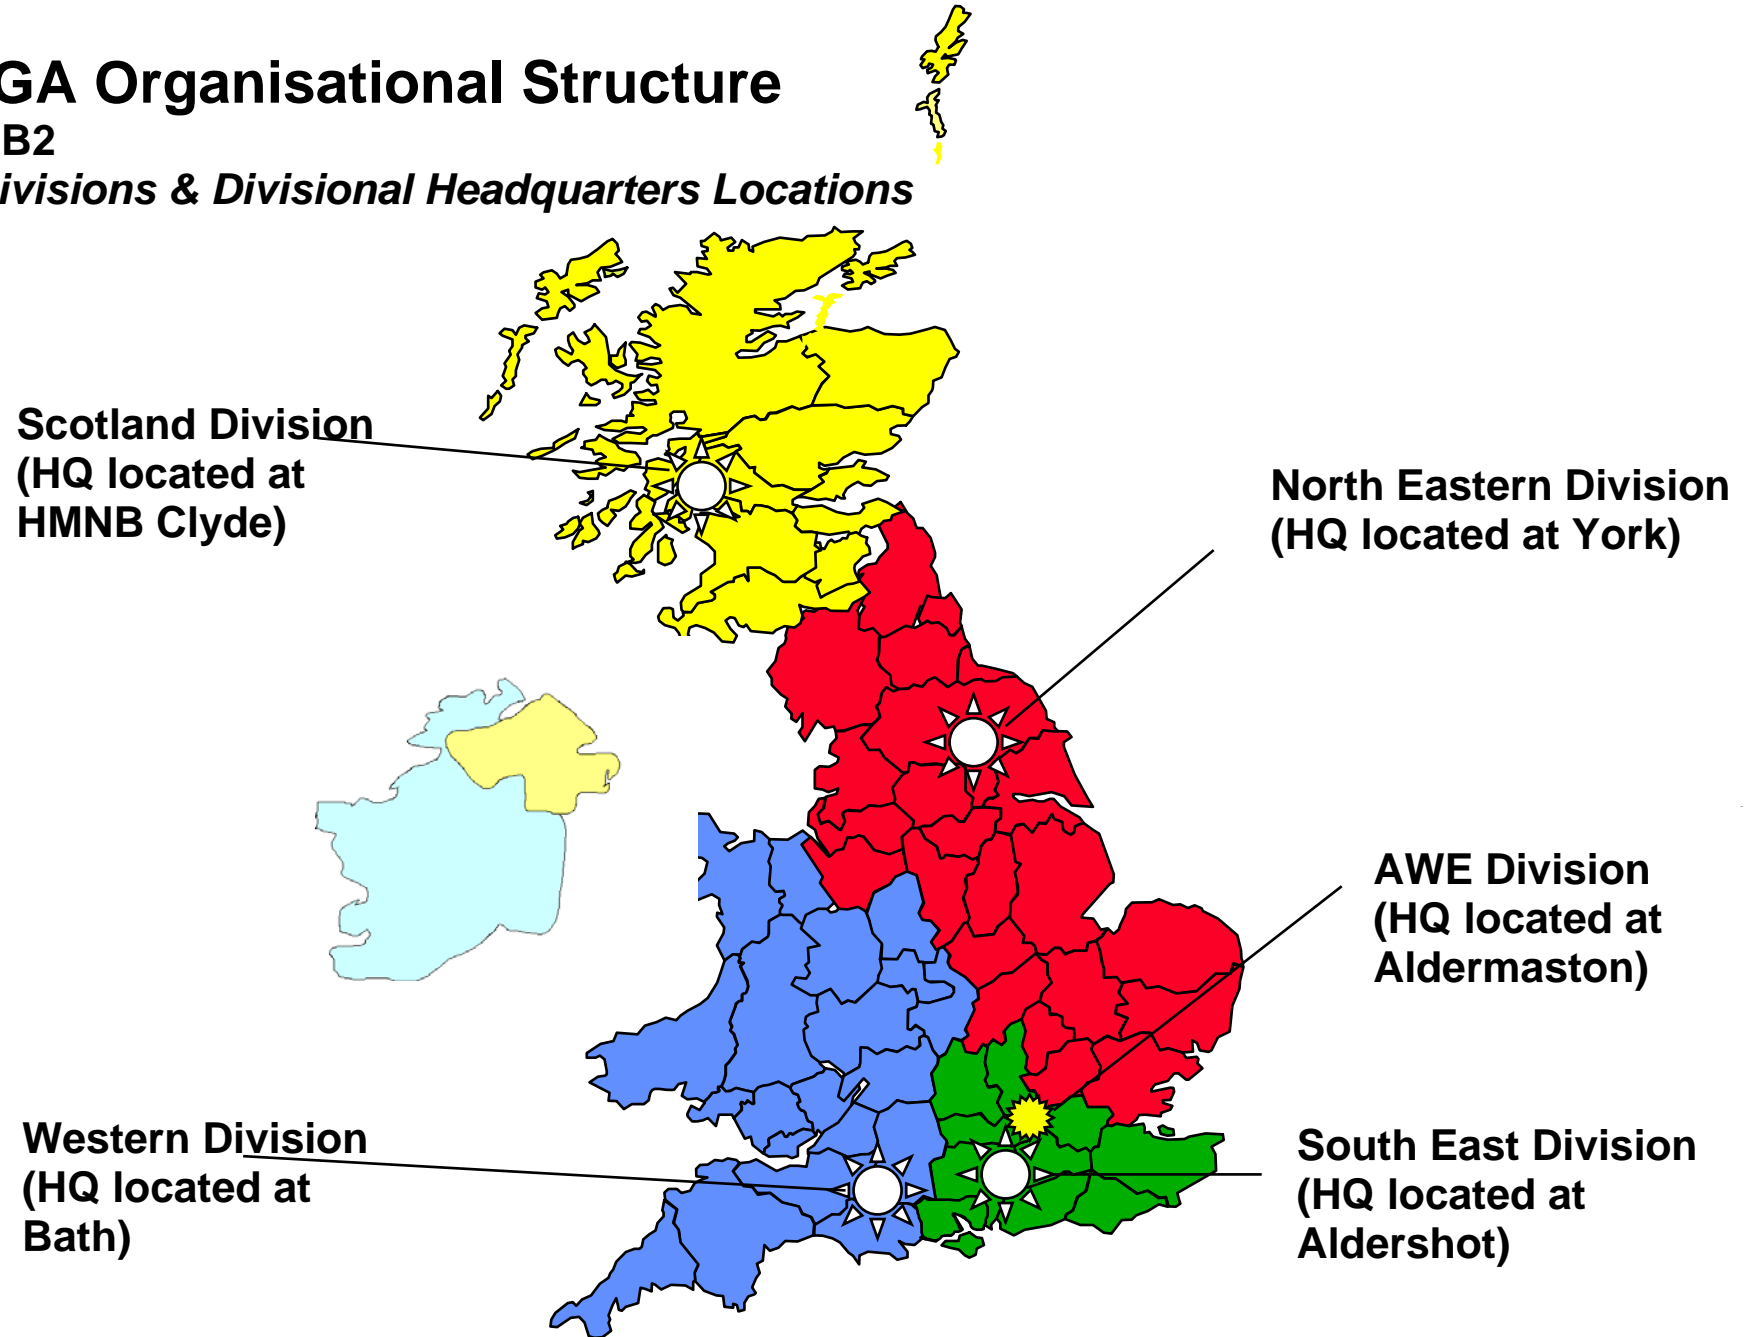 GA Organisational Structure
B2
ivisions & Divisional Headquarters Locations
Scotland Division
(HQ located at
HMNB Clyde)
North Eastern Division
(HQ located at York)
AWE Division
(HQ located at
Aldermaston)
Western Division
(HQ located at
Bath)
South East Division
(HQ located at
Aldershot)